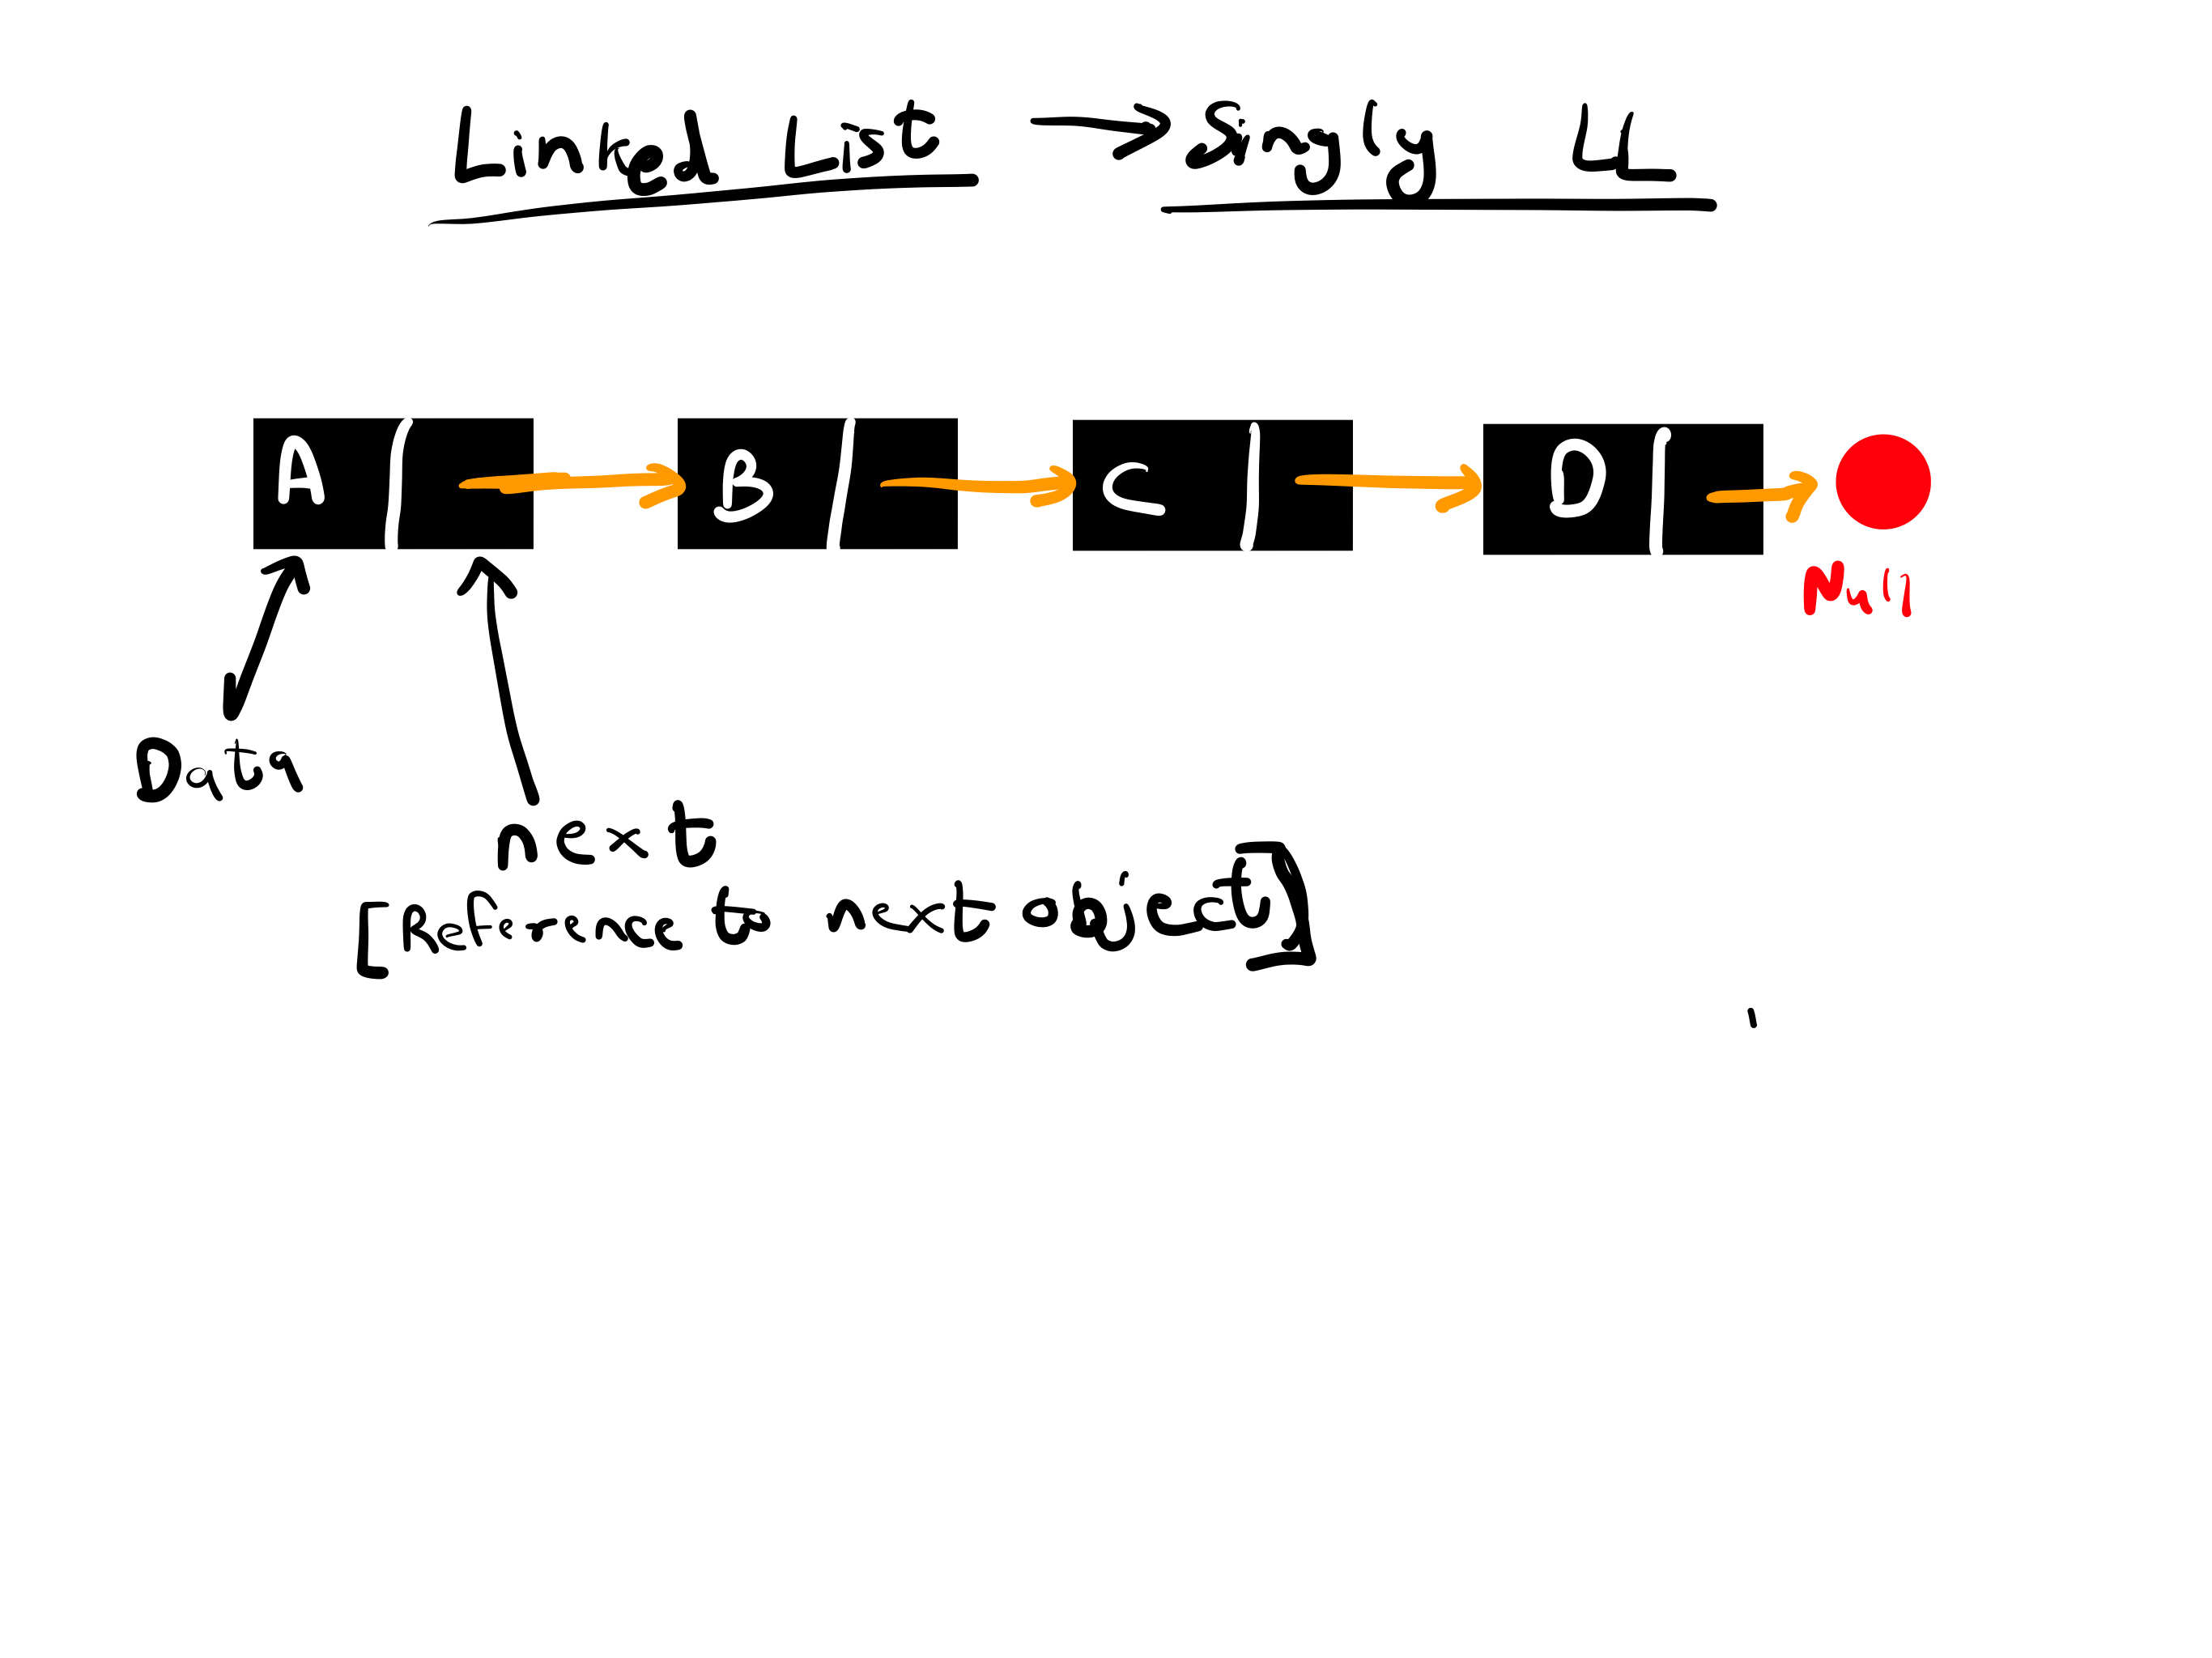 Linked List → Singly LL
A B C D
Null
Data
next
[Reference to next object]